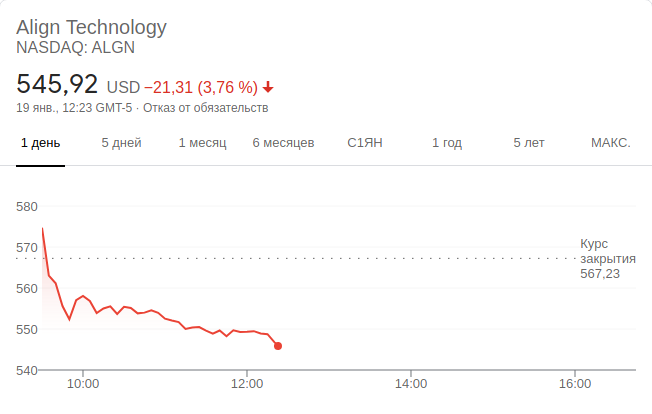 Align Technology
NASDAQ: ALGN
545,92 USD −21,31 (3,76 %)
19 янв., 12:23 GMT-5 · Отказ от обязательств
1 день 5 дней 1 месяц 6 месяцев С1ЯН 1 год 5 лет МАКС.
580
570
560
550
540
Курс
закрытия
567,23
10:00 12:00 14:00 16:00